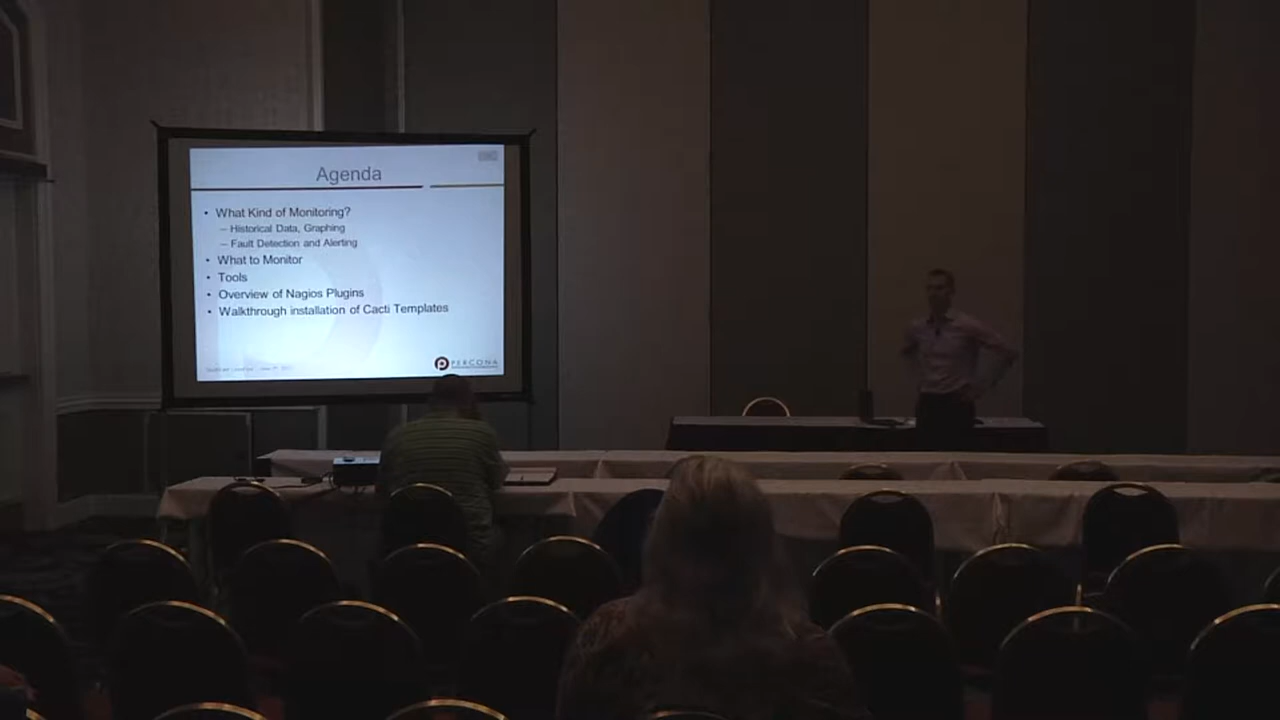 Agenda
• What Kind of Monitoring?
– Historical Data, Graphing
– Fault Detection and Alerting
• What to Monitor
• Tools
• Overview of Nagios Plugins
• Walkthrough installation of Cacti Templates
PERCONA